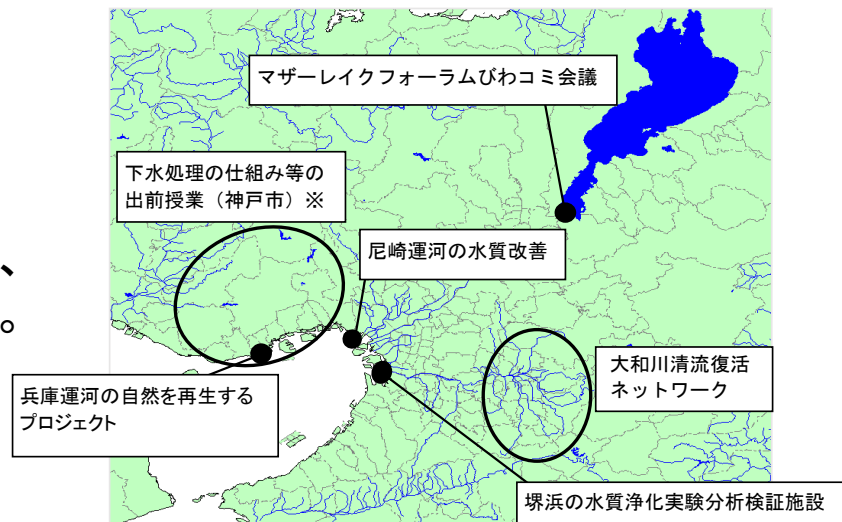 マザーレイクフォーラムびわコミ会議
下水処理の仕組み等の
出前授業（神戸市）※
尼崎運河の水質改善
、
。
大和川清流復活
ネットワーク
兵庫運河の自然を再生する
プロジェクト
堺浜の水質浄化実験分析検証施設